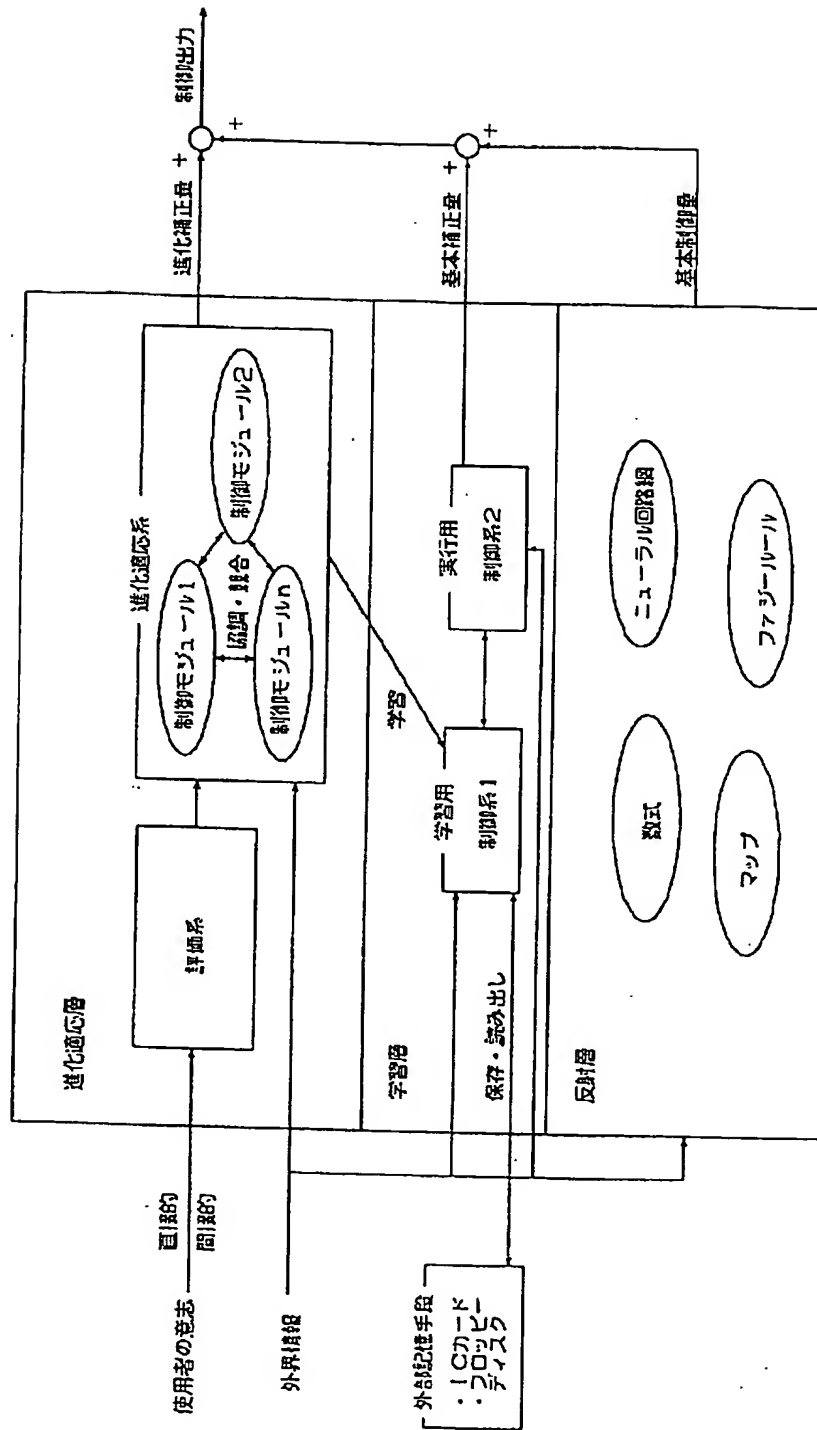 使用者の意志
直接的
間接的
外界情報
進化適応層
評価系
進化適応系
制御モジュール1
制御モジュール2
協調・競合
制御モジュールn
進化補正量
+
+
制御出力
学習層
学習
学習用
制御系1
実行用
制御系2
基本補正量
+
+
保存・読み出し
外部記憶手段
・ICカード
・フロッピー
ディスク
反射層
数式
ニューラル回路網
マップ
ファジールール
基本制御量